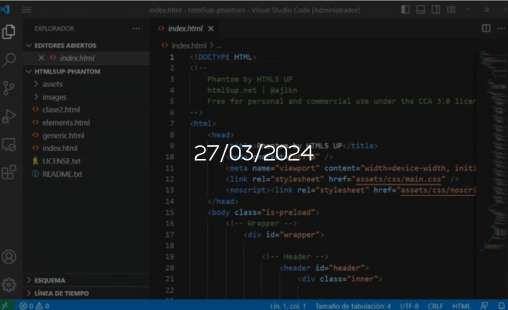 index.html - html5up-phantom - Visual Studio Code [Administrador]
EXPLORADOR
EDITORES ABIERTOS
index.html
HTML5UP-PHANTOM
assets
images
clase2.html
elements.html
generic.html
index.html
LICENSE.txt
README.txt
ESQUEMA
LÍNEA DE TIEMPO
index.html
index.html > ...
1 <!DOCTYPE HTML>
2 <!--
3 Phantom by HTML5 UP
4 html5up.net | @ajlkn
5 Free for personal and commercial use under the CCA 3.0 licen
6 -->
7 <html>
8 <head>
9 Phantom by HTML5 UP</title>
27/03/2024
10 />
11 <meta name="viewport" content="width=device-width, initi
12 <link rel="stylesheet" href="assets/css/main.css" />
13 <noscript><link rel="stylesheet" href="assets/css/noscri
14 </head>
15 <body class="is-preload">
16 <!-- Wrapper -->
17 <div id="wrapper">
18
19 <!-- Header -->
20 <header id="header">
21 <div class="inner">
22
0 0 Lín. 1, col. 1 Tamaño de tabulación: 4 UTF-8 CRLF HTML